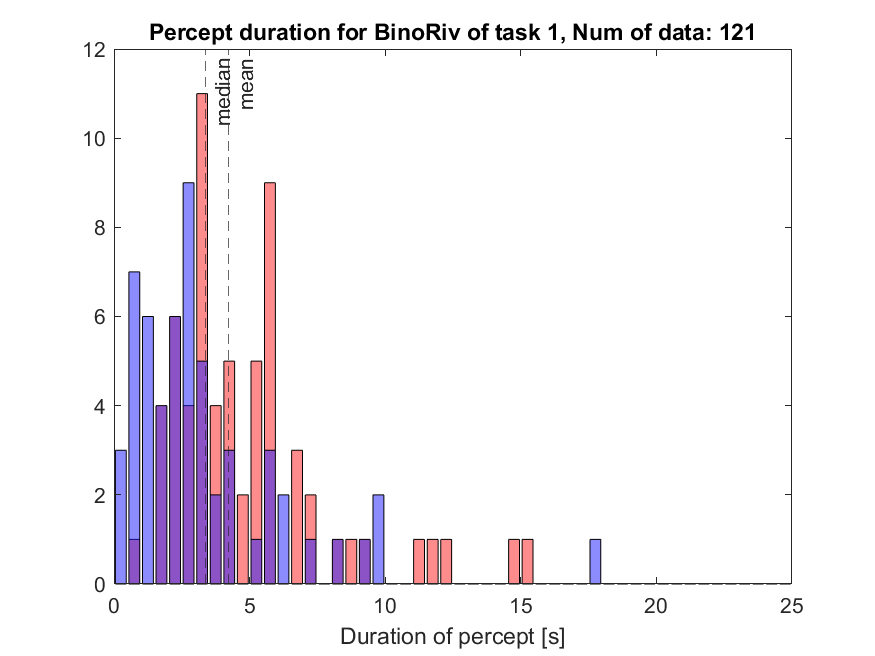 Percept duration for BinoRiv of task 1, Num of data: 121
12
10
8
6
4
2
0
median
mean
0 5 10 15 20 25
Duration of percept [s]